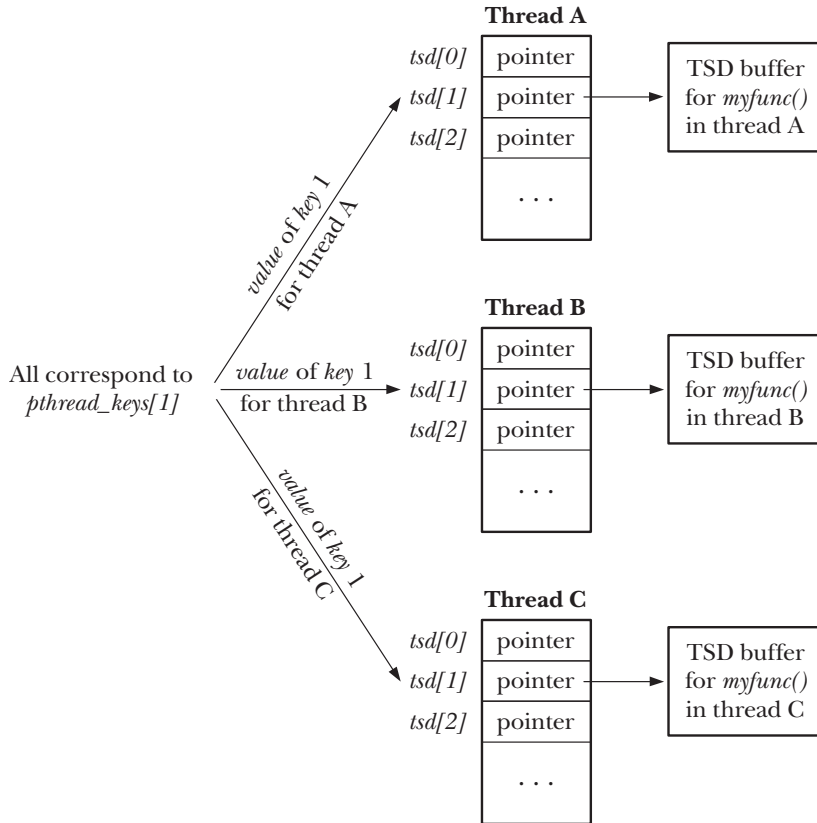 Thread A
tsd[0]
pointer
tsd[1]
pointer
tsd[2]
pointer
. . .
TSD buffer
for myfunc()
in thread A
value of key 1
for thread A
Thread B
tsd[0]
pointer
tsd[1]
pointer
tsd[2]
pointer
. . .
TSD buffer
for myfunc()
in thread B
All correspond to
pthread_keys[1]
value of key 1
for thread B
value of key 1
for thread C
Thread C
tsd[0]
pointer
tsd[1]
pointer
tsd[2]
pointer
. . .
TSD buffer
for myfunc()
in thread C